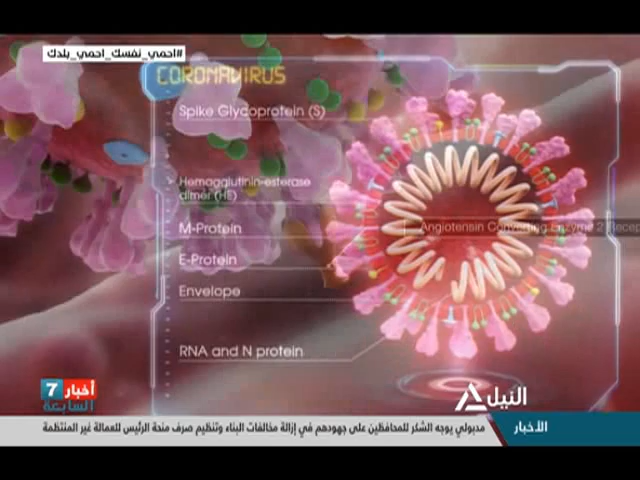 #احمي_نفسك_احمي_بلدك
CORONAVIRUS
Spike Glycoprotein (S)
Hemagglutinin-esterase
dimer (HE)
M-Protein
Angiotensin Converting Enzyme 2 Recep
E-Protein
Envelope
RNA and N protein
أخبار 7
السابعة
النيل
الأخبار
مدبولي يوجه الشكر للمحافظين على جهودهم في إزالة مخالفات البناء وتنظيم صرف منحة الرئيس للعمالة غير المنتظمة